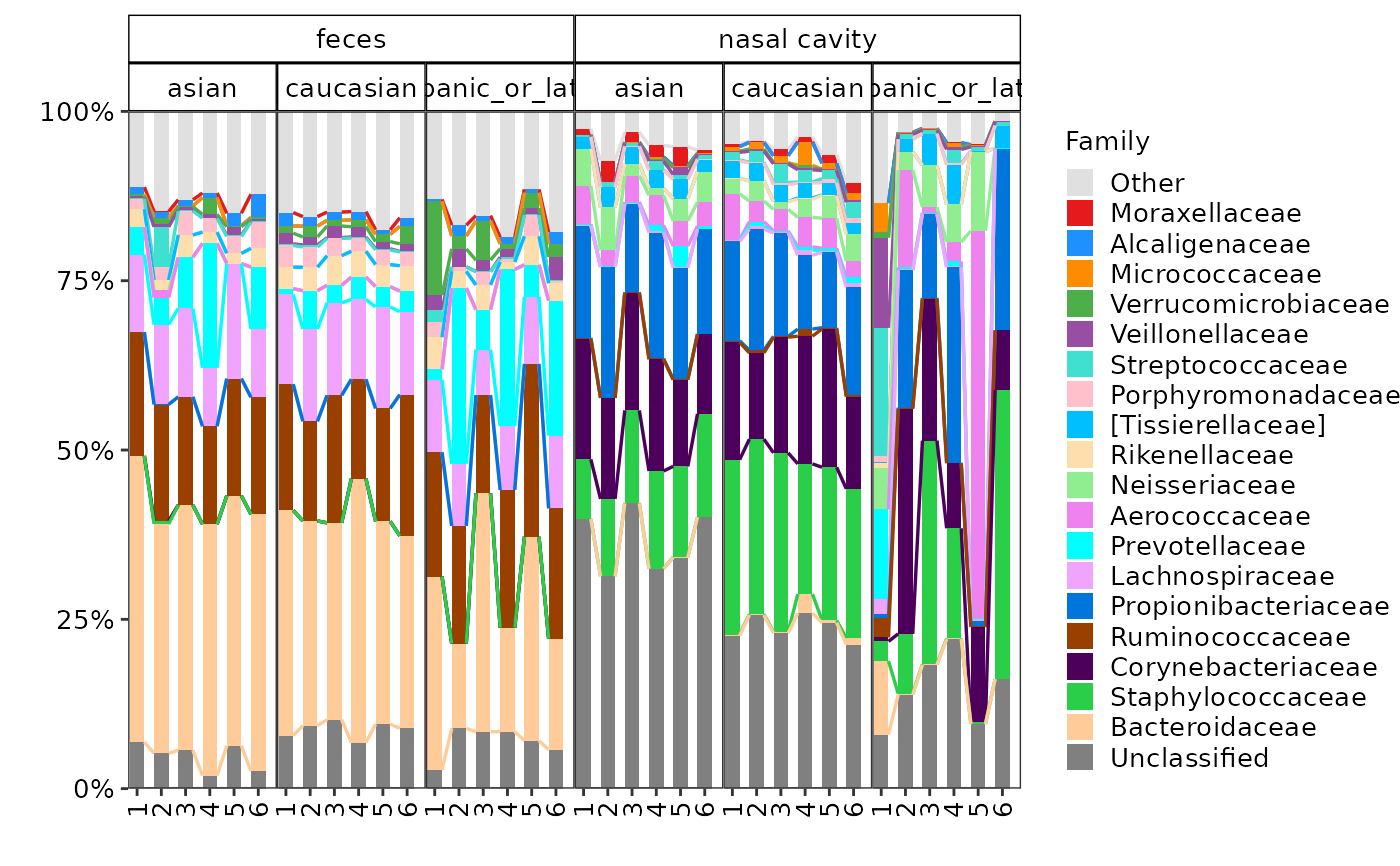 feces nasal cavity
asian caucasian panic_or_lat asian caucasian panic_or_lat
100%
75%
50%
25%
0%
1 2 3 4 5 6 1 2 3 4 5 6 1 2 3 4 5 6 1 2 3 4 5 6 1 2 3 4 5 6 1 2 3 4 5 6
Family
Other
Moraxellaceae
Alcaligenaceae
Micrococcaceae
Verrucomicrobiaceae
Veillonellaceae
Streptococcaceae
Porphyromonadaceae
[Tissierellaceae]
Rikenellaceae
Neisseriaceae
Aerococcaceae
Prevotellaceae
Lachnospiraceae
Propionibacteriaceae
Ruminococcaceae
Corynebacteriaceae
Staphylococcaceae
Bacteroidaceae
Unclassified